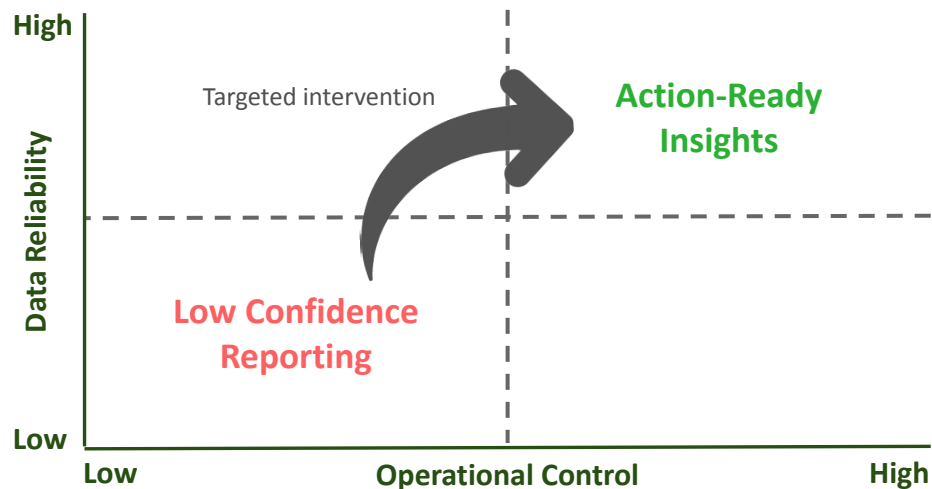 High
Targeted intervention
Action-Ready
Insights
Data Reliability
Low Confidence
Reporting
Low
Low
Operational Control
High